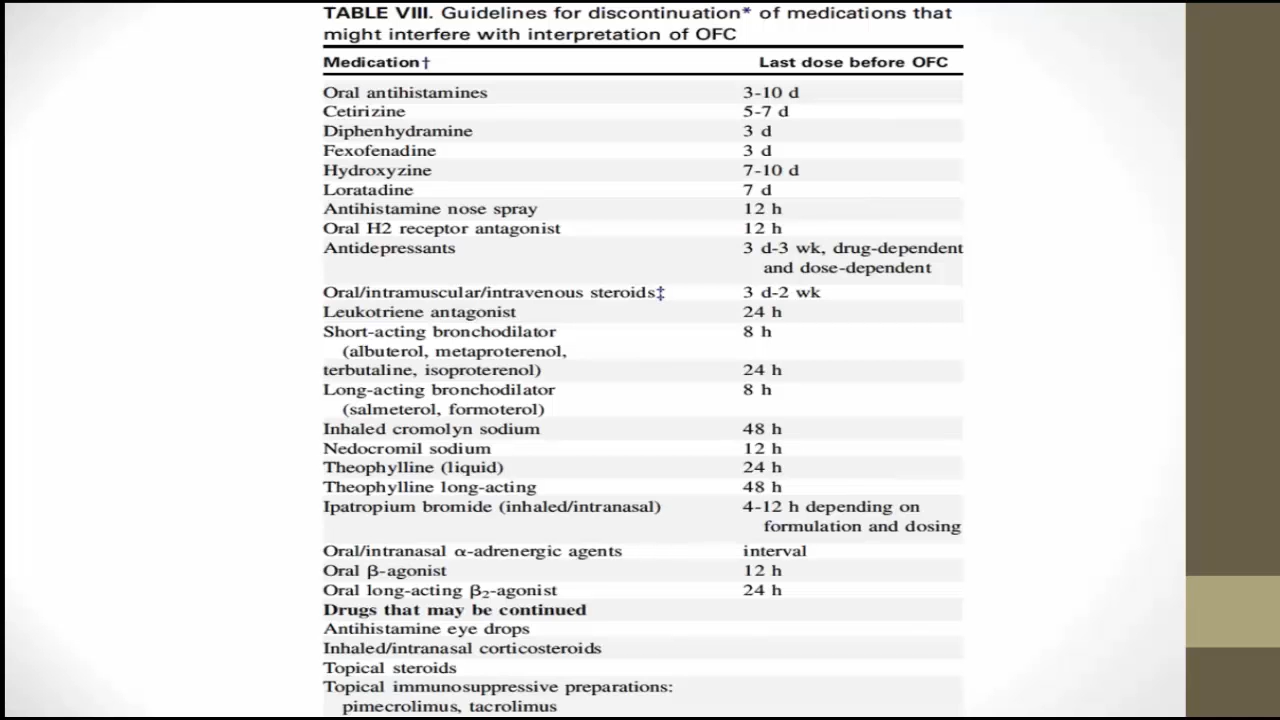 TABLE VIII. Guidelines for discontinuation* of medications that
might interfere with interpretation of OFC
Medication† Last dose before OFC
Oral antihistamines 3-10 d
Cetirizine 5-7 d
Diphenhydramine 3 d
Fexofenadine 3 d
Hydroxyzine 7-10 d
Loratadine 7 d
Antihistamine nose spray 12 h
Oral H2 receptor antagonist 12 h
Antidepressants 3 d-3 wk, drug-dependent
and dose-dependent
Oral/intramuscular/intravenous steroids‡ 3 d-2 wk
Leukotriene antagonist 24 h
Short-acting bronchodilator 8 h
(albuterol, metaproterenol,
terbutaline, isoproterenol) 24 h
Long-acting bronchodilator 8 h
(salmeterol, formoterol)
Inhaled cromolyn sodium 48 h
Nedocromil sodium 12 h
Theophylline (liquid) 24 h
Theophylline long-acting 48 h
Ipatropium bromide (inhaled/intranasal) 4-12 h depending on
formulation and dosing
Oral/intranasal α-adrenergic agents interval
Oral β-agonist 12 h
Oral long-acting β₂-agonist 24 h
Drugs that may be continued
Antihistamine eye drops
Inhaled/intranasal corticosteroids
Topical steroids
Topical immunosuppressive preparations:
pimecrolimus, tacrolimus